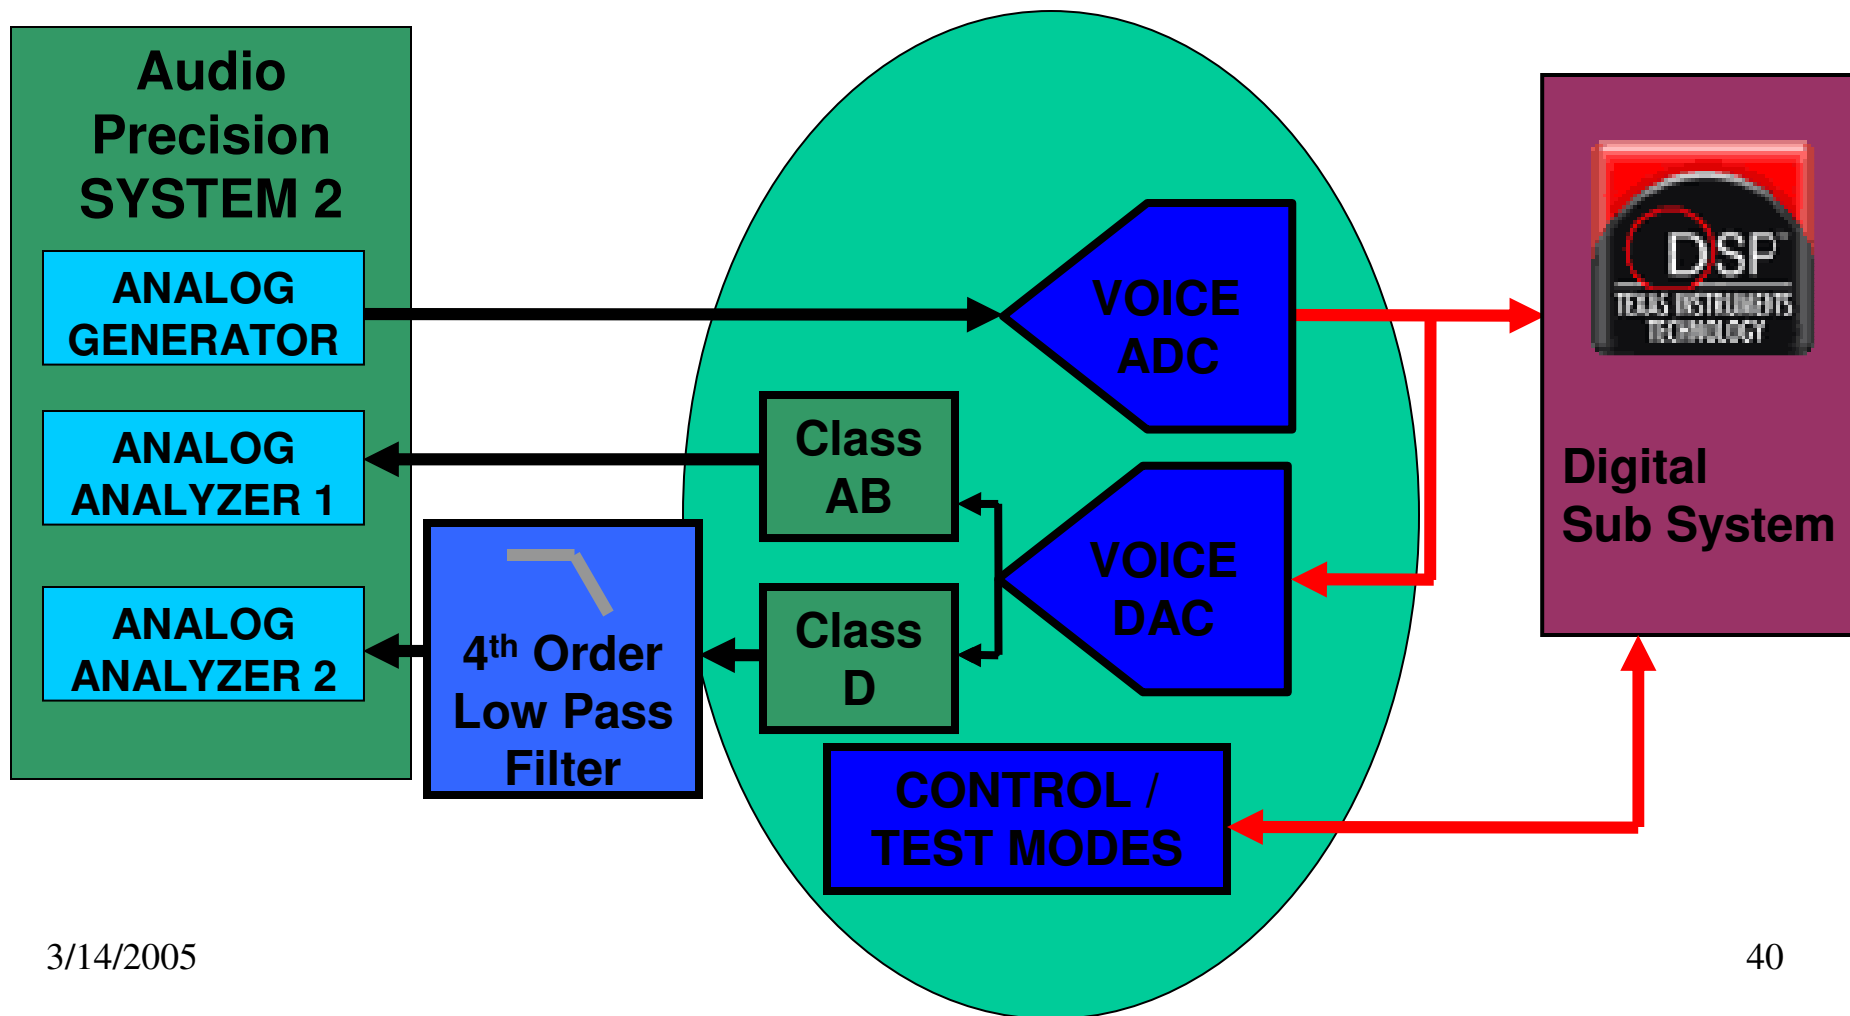 Audio
Precision
SYSTEM 2
ANALOG
GENERATOR
ANALOG
ANALYZER 1
ANALOG
ANALYZER 2
4th Order
Low Pass
Filter
Class
AB
Class
D
VOICE
ADC
VOICE
DAC
CONTROL /
TEST MODES
DSP™
TEXAS INSTRUMENTS
TECHNOLOGY
Digital
Sub System
3/14/2005
40